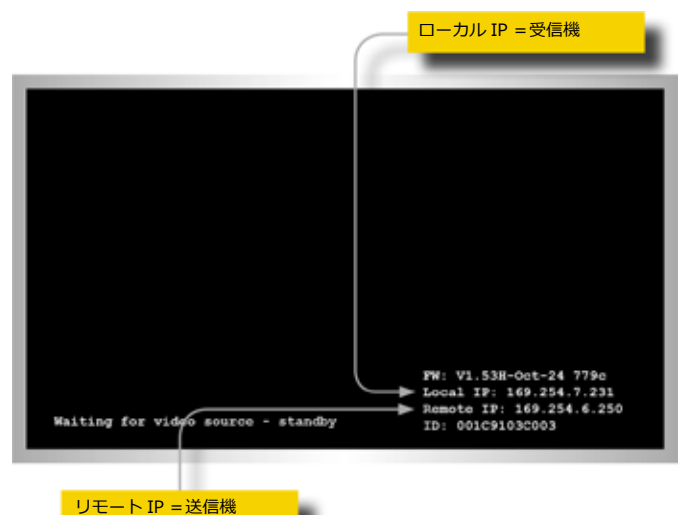 ローカル IP = 受信機
FW: V1.53H-Oct-24 779c
Local IP: 169.254.7.231
Remote IP: 169.254.6.250
Waiting for video source - standby
ID: 001C9103C003
リモート IP = 送信機